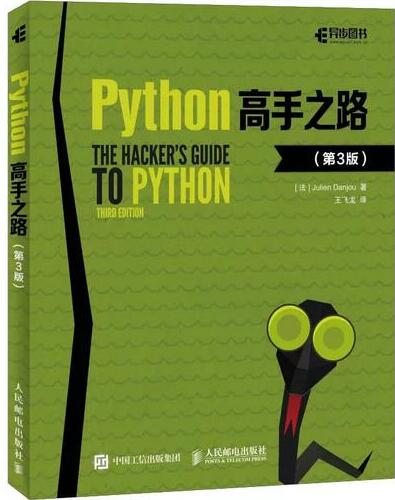 异步图书
www.epubit.com
Python 高手之路
(第3版)
THE HACKER'S GUIDE
TO PYTHON
THIRD EDITION
[法] Julien Danjou 著
王飞龙 译
中国工信出版集团
人民邮电出版社
POSTS & TELECOM PRESS
Python
高手之路
(第3版)
人民邮电出版社